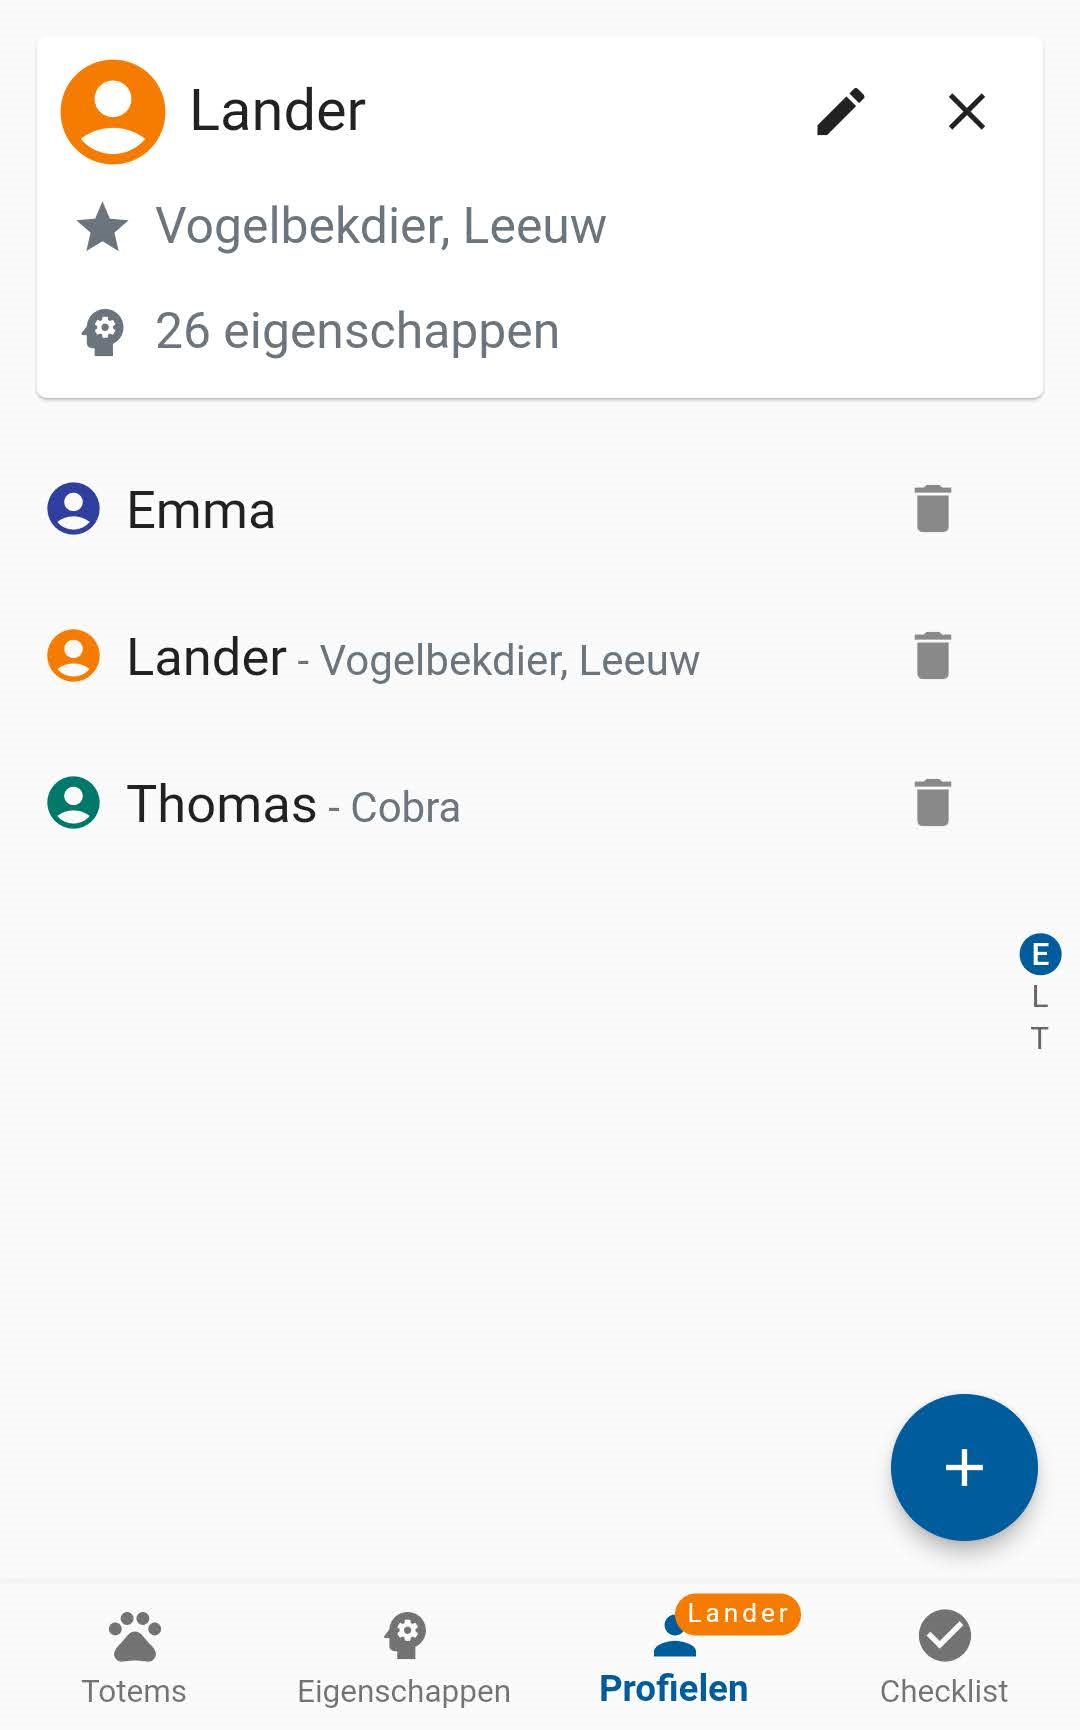 Lander
Vogelbekdier, Leeuw
26 eigenschappen
Emma
Lander - Vogelbekdier, Leeuw
Thomas - Cobra
E
L
T
Lander
Totems
Eigenschappen
Profielen
Checklist